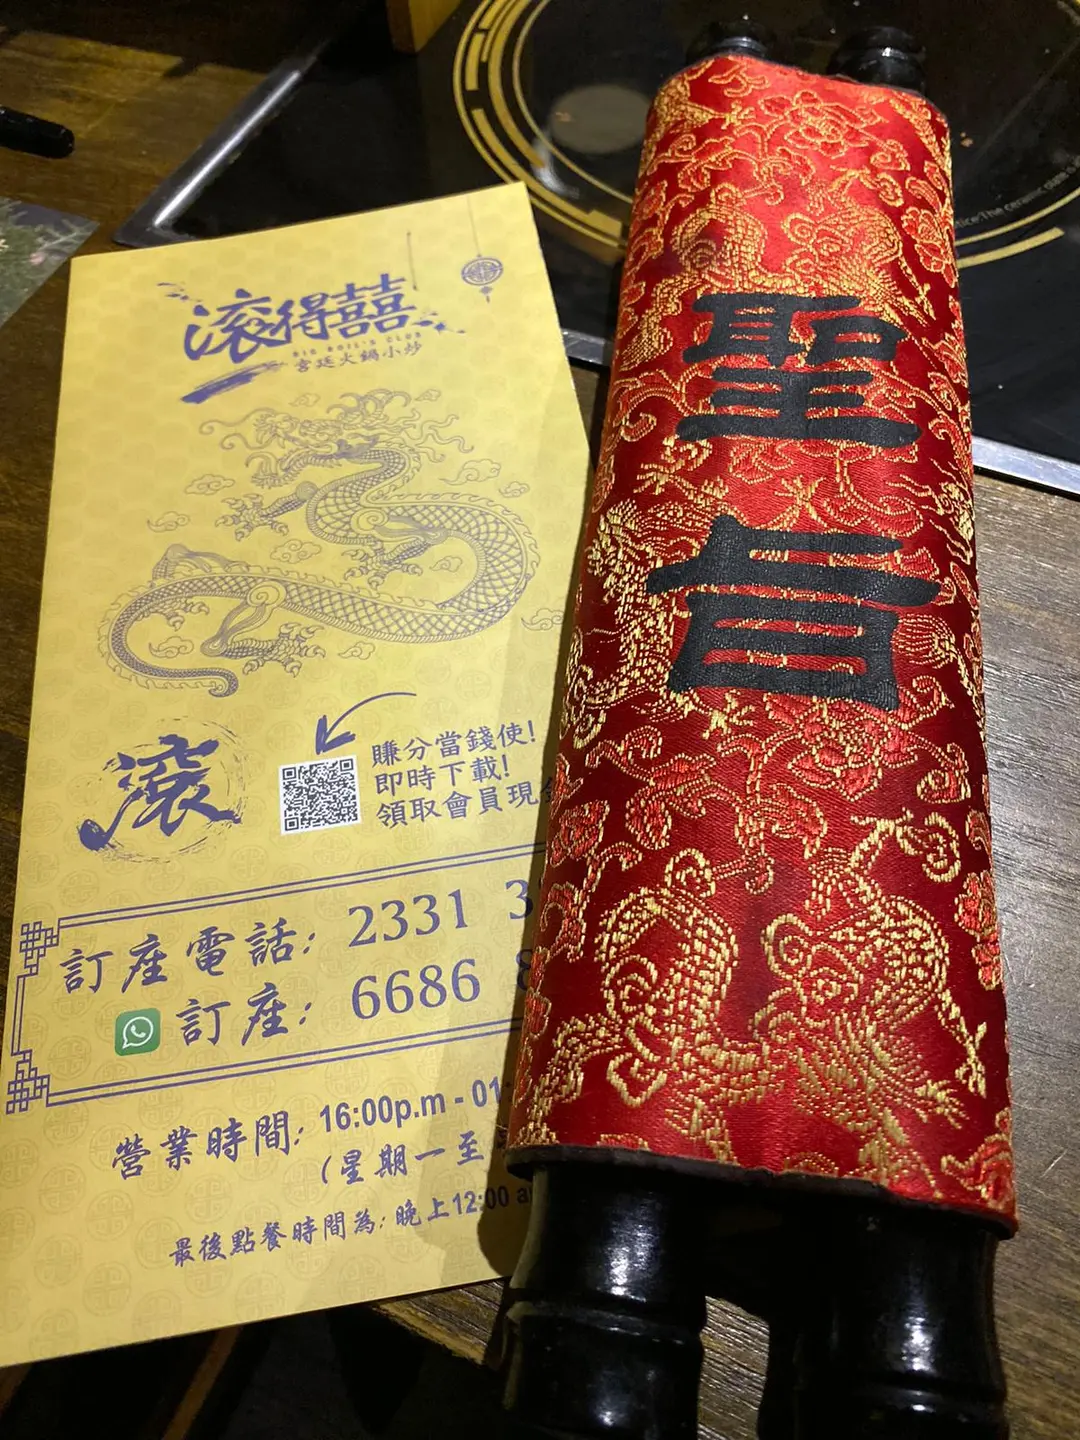 滾得囍
BIG BOIL'S CLUB
宮廷火鍋小炒
滾
賺分當錢使!
即時下載!
領取會員現
訂座電話: 2331 3
訂座: 6686 8
營業時間: 16:00p.m - 01
(星期一至
最後點餐時間為: 晚上12:00 a
聖旨